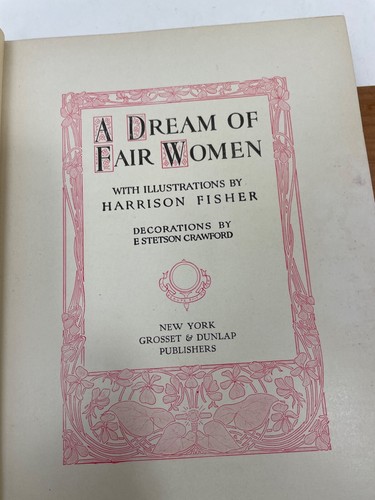 A DREAM OF
FAIR WOMEN
WITH ILLUSTRATIONS BY
HARRISON FISHER
DECORATIONS BY
E STETSON CRAWFORD
NEW YORK
GROSSET & DUNLAP
PUBLISHERS